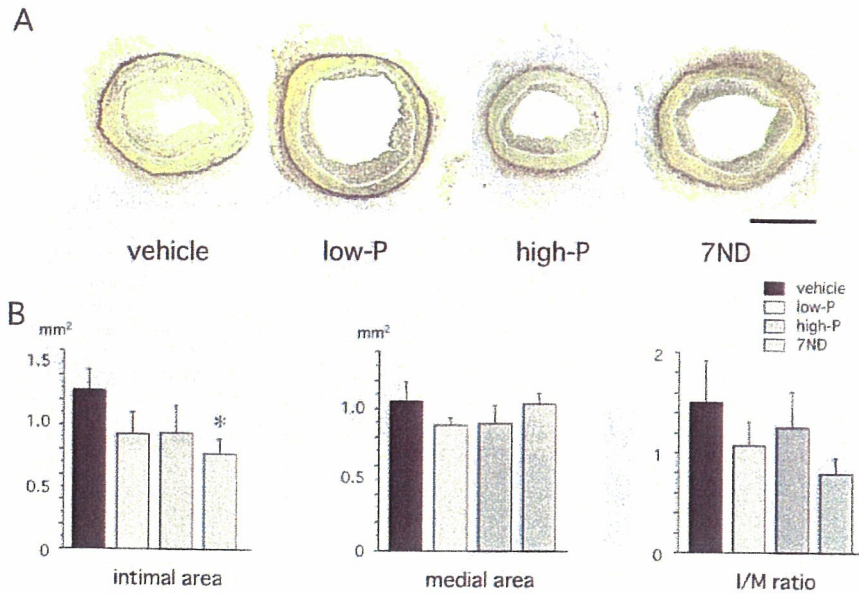 A
vehicle low-P high-P 7ND
vehicle
low-P
high-P
7ND
B
mm²
1.5
1.0
0.5
0
*
intimal area
mm²
1.0
0.5
0
medial area
2
1
0
I/M ratio